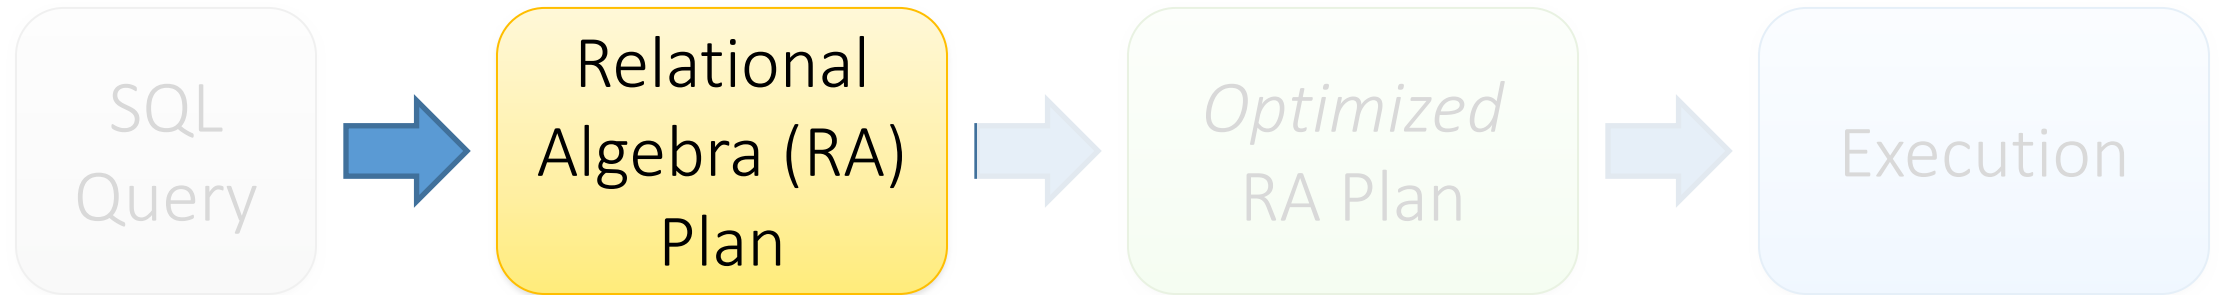 SQL
Query
Relational
Algebra (RA)
Plan
Optimized
RA Plan
Execution